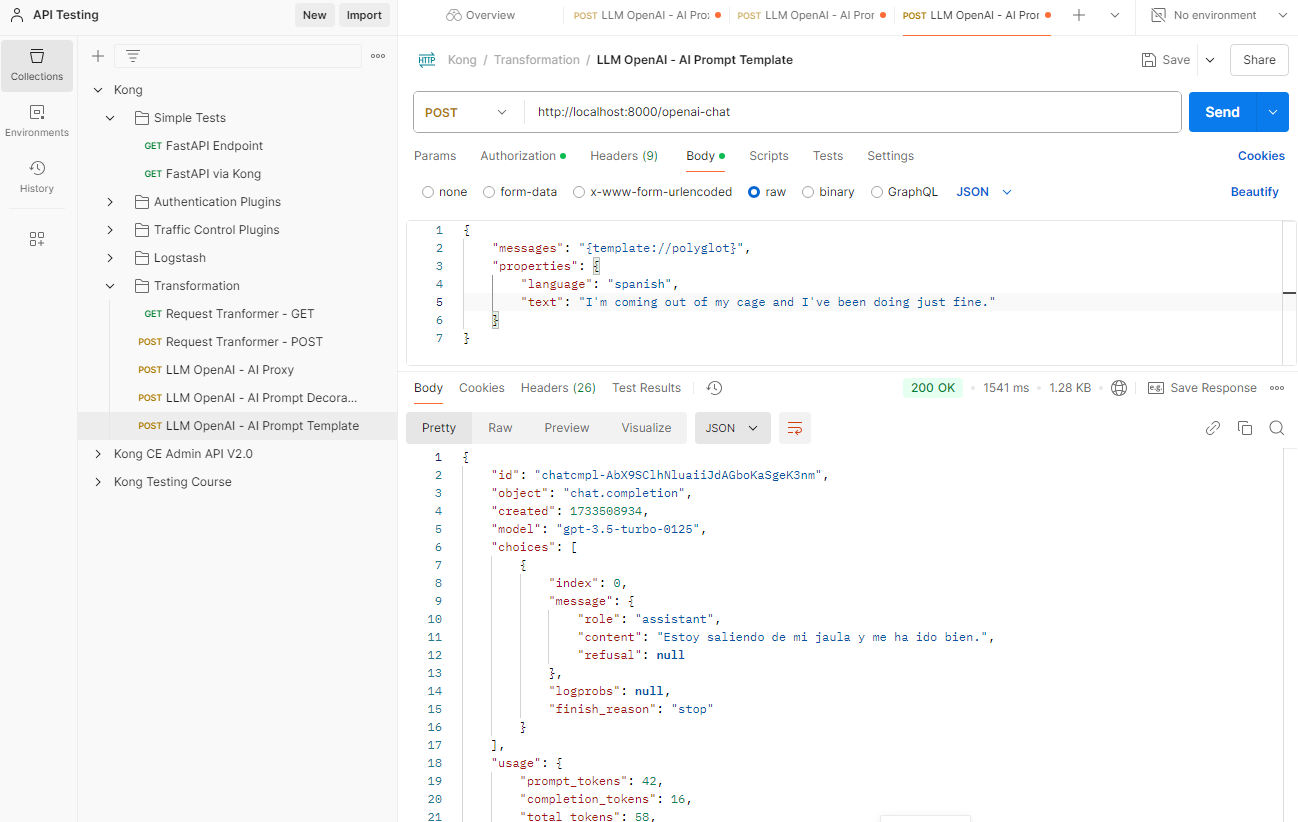 API Testing
New
Import
Overview
POST LLM OpenAI - AI Pro
POST LLM OpenAI - AI Pror
POST LLM OpenAI - AI Pror
No environment
Collections
Environments
History
Kong
Simple Tests
GET FastAPI Endpoint
GET FastAPI via Kong
Authentication Plugins
Traffic Control Plugins
Logstash
Transformation
GET Request Tranformer - GET
POST Request Tranformer - POST
POST LLM OpenAI - AI Proxy
POST LLM OpenAI - AI Prompt Decora...
POST LLM OpenAI - AI Prompt Template
Kong CE Admin API V2.0
Kong Testing Course
HTTP Kong / Transformation / LLM OpenAI - AI Prompt Template
Save
Share
POST
http://localhost:8000/openai-chat
Send
Params Authorization Headers (9) Body Scripts Tests Settings
Cookies
none form-data x-www-form-urlencoded raw binary GraphQL JSON
Beautify
1 {
2 "messages": "{template://polyglot}",
3 "properties": {
4 "language": "spanish",
5 "text": "I'm coming out of my cage and I've been doing just fine."
6 }
7 }
Body Cookies Headers (26) Test Results
200 OK • 1541 ms • 1.28 KB •
e.g. Save Response
Pretty Raw Preview Visualize JSON
1 {
2 "id": "chatcmpl-AbX9SClhNluaiiJdAGboKaSgeK3nm",
3 "object": "chat.completion",
4 "created": 1733508934,
5 "model": "gpt-3.5-turbo-0125",
6 "choices": [
7 {
8 "index": 0,
9 "message": {
10 "role": "assistant",
11 "content": "Estoy saliendo de mi jaula y me ha ido bien.",
12 "refusal": null
13 },
14 "logprobs": null,
15 "finish_reason": "stop"
16 }
17 ],
18 "usage": {
19 "prompt_tokens": 42,
20 "completion_tokens": 16,
21 "total_tokens": 58,